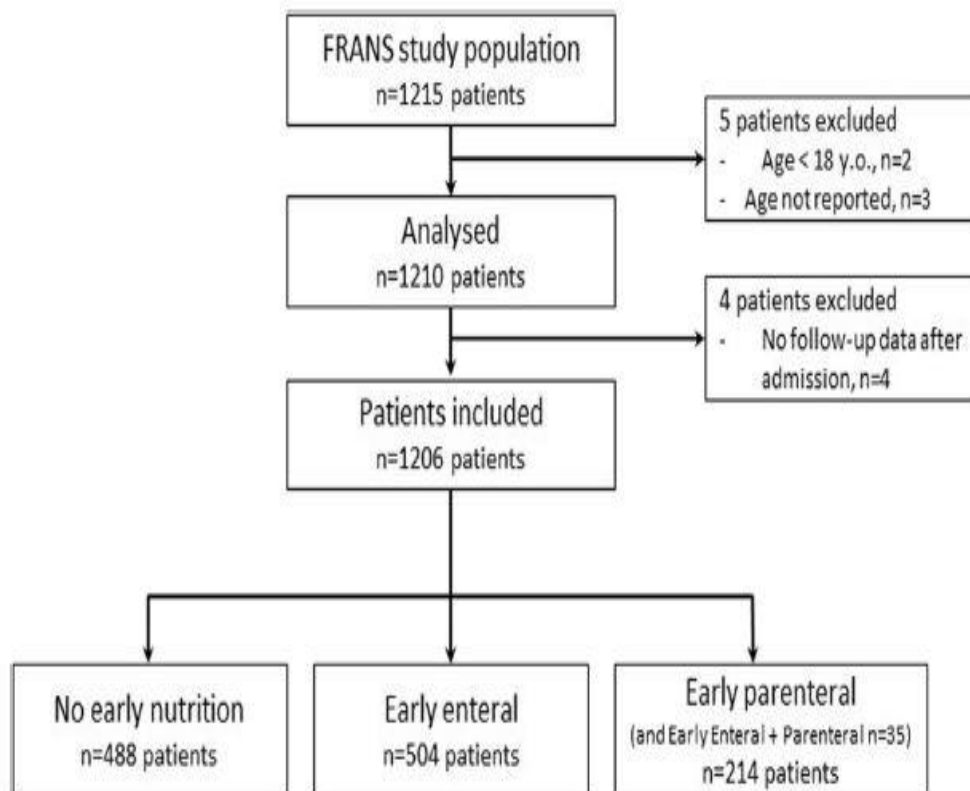 FRANS study population
n=1215 patients
5 patients excluded
- Age < 18 y.o., n=2
- Age not reported, n=3
Analysed
n=1210 patients
4 patients excluded
- No follow-up data after
admission, n=4
Patients included
n=1206 patients
No early nutrition
n=488 patients
Early enteral
n=504 patients
Early parenteral
(and Early Enteral + Parenteral n=35)
n=214 patients